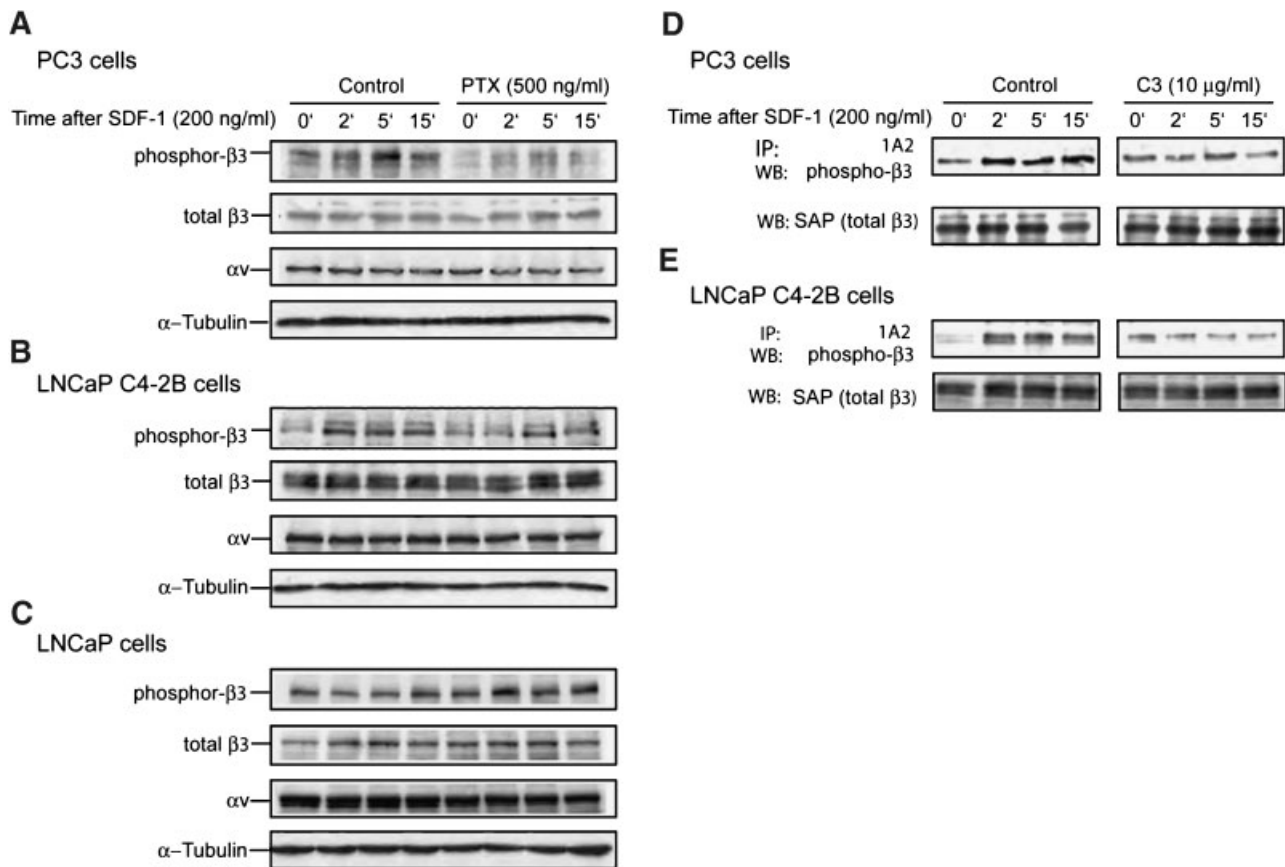 A
PC3 cells
Control PTX (500 ng/ml)
Time after SDF-1 (200 ng/ml) 0' 2' 5' 15' 0' 2' 5' 15'
phosphor-β3
total β3
αv
α–Tubulin
B
LNCaP C4-2B cells
phosphor-β3
total β3
αv
α–Tubulin
C
LNCaP cells
phosphor-β3
total β3
αv
α–Tubulin
D
PC3 cells
Control C3 (10 μg/ml)
Time after SDF-1 (200 ng/ml) 0' 2' 5' 15' 0' 2' 5' 15'
IP: 1A2
WB: phospho-β3
WB: SAP (total β3)
E
LNCaP C4-2B cells
IP: 1A2
WB: phospho-β3
WB: SAP (total β3)